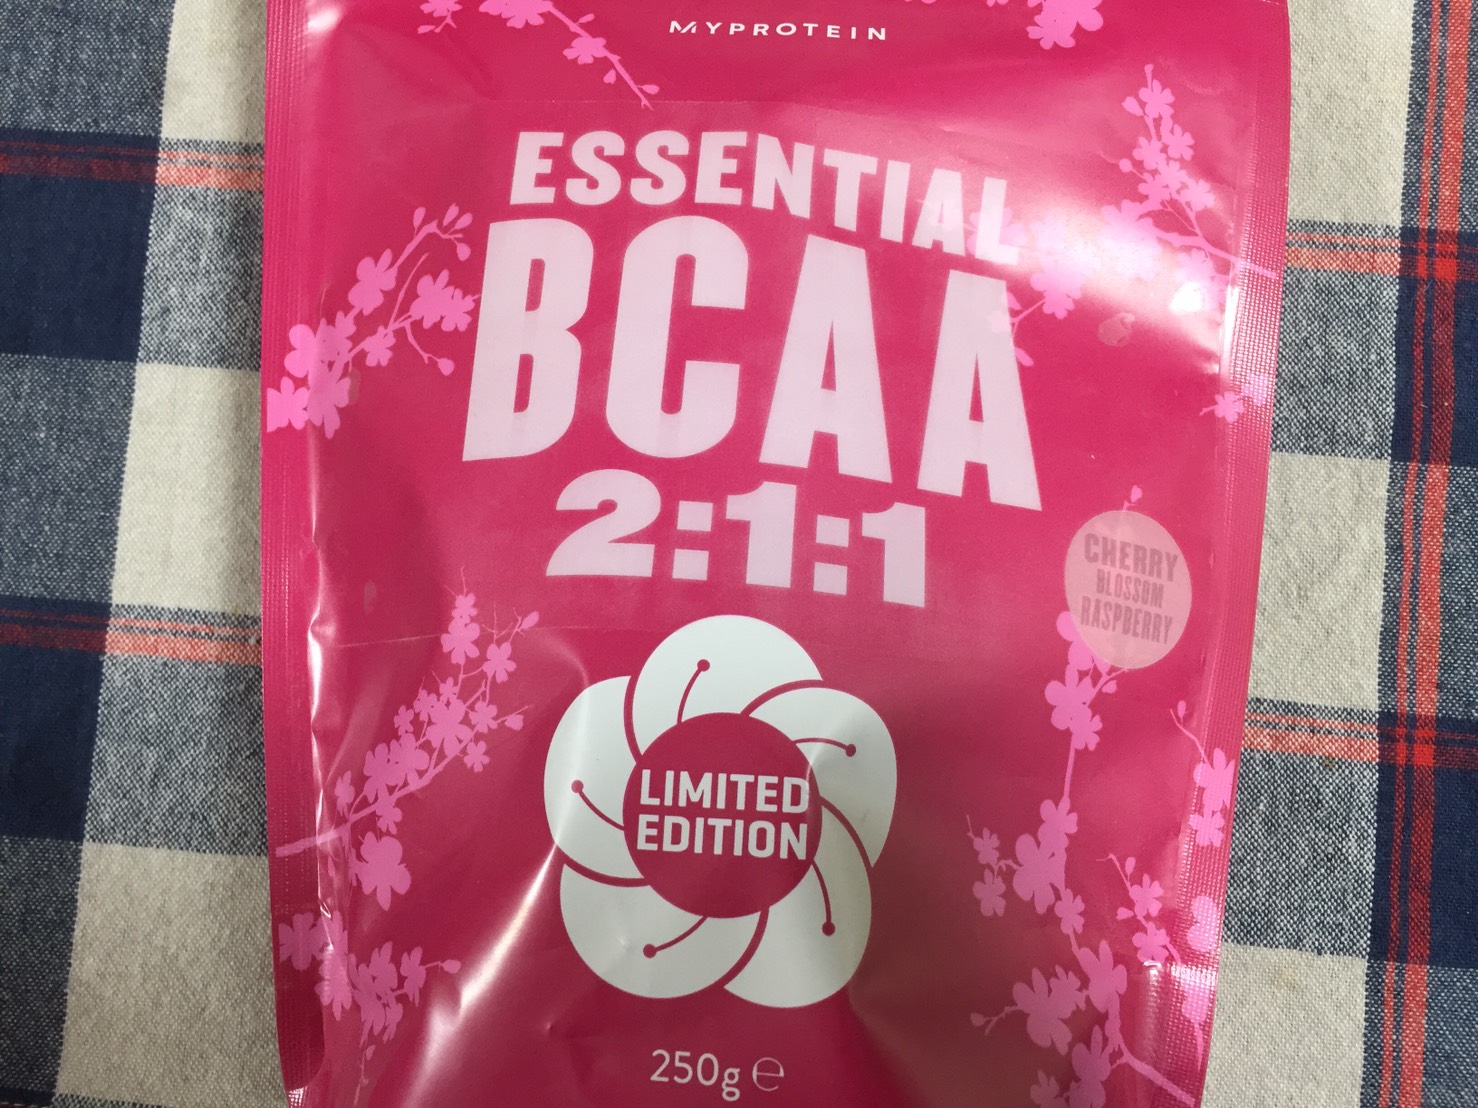 MYPROTEIN
ESSENTIAL
BCAA
2:1:1
CHERRY
BLOSSOM
RASPBERRY
LIMITED
EDITION
250g ℮